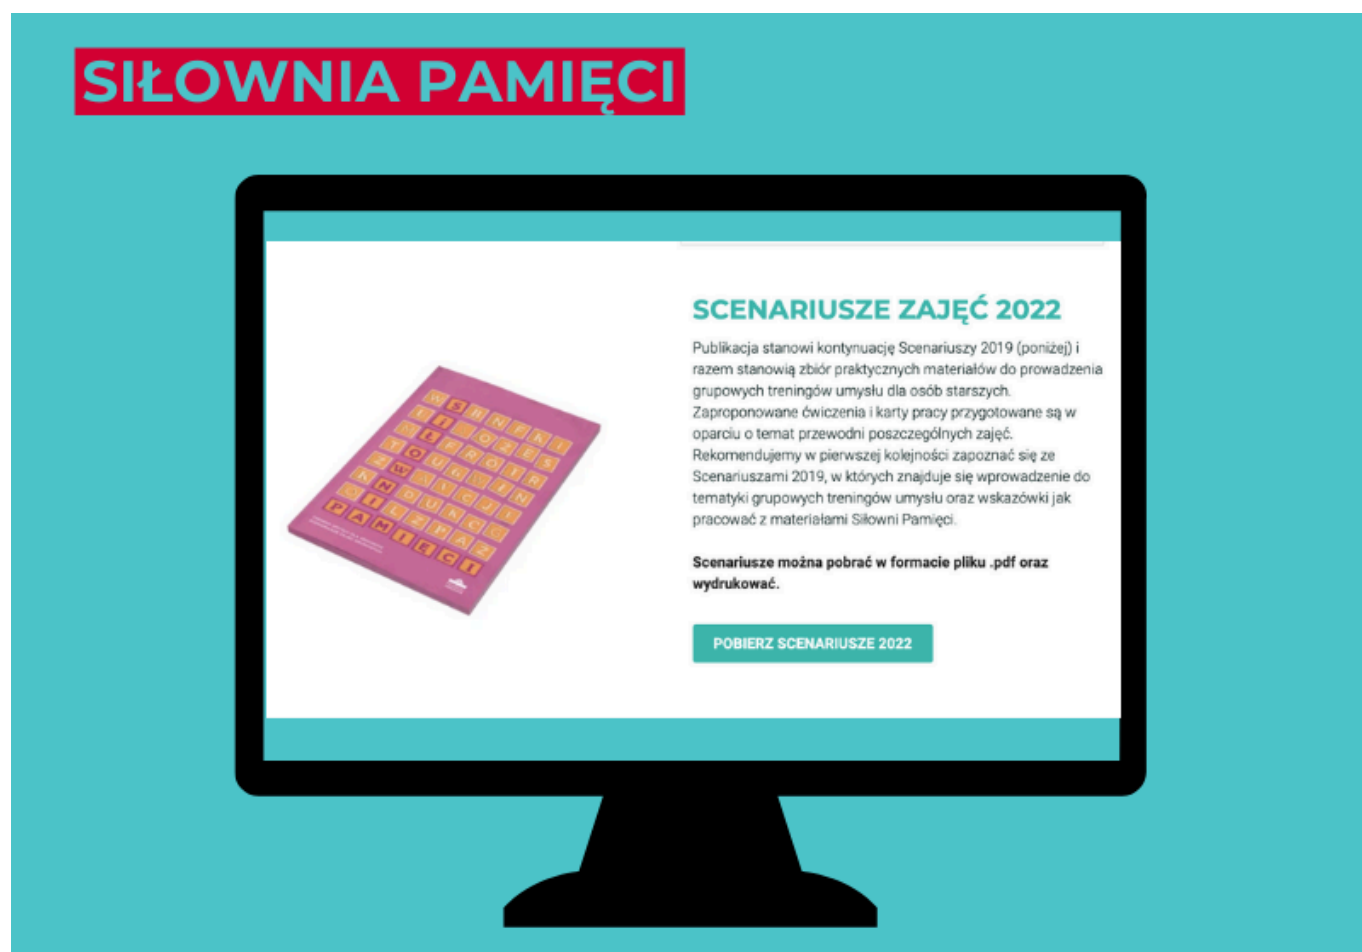 SIŁOWNIA PAMIĘCI
SCENARIUSZE ZAJĘĆ 2022
Publikacja stanowi kontynuację Scenariuszy 2019 (poniżej) i
razem stanowią zbiór praktycznych materiałów do prowadzenia
grupowych treningów umysłu dla osób starszych.
Zaproponowane ćwiczenia i karty pracy przygotowane są w
oparciu o temat przewodni poszczególnych zajęć.
Rekomendujemy w pierwszej kolejności zapoznać się ze
Scenariuszami 2019, w których znajduje się wprowadzenie do
tematyki grupowych treningów umysłu oraz wskazówki jak
pracować z materiałami Siłowni Pamięci.
Scenariusze można pobrać w formacie pliku .pdf oraz
wydrukować.
POBIERZ SCENARIUSZE 2022
PAMIĘCI